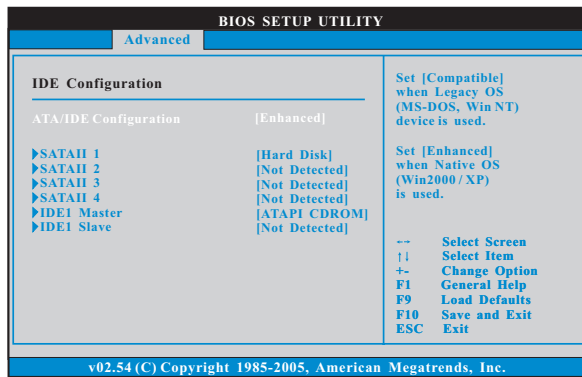 BIOS SETUP UTILITY
Advanced
IDE Configuration
ATA/IDE Configuration [Enhanced]
SATAII 1 [Hard Disk]
SATAII 2 [Not Detected]
SATAII 3 [Not Detected]
SATAII 4 [Not Detected]
IDE1 Master [ATAPI CDROM]
IDE1 Slave [Not Detected]
Set [Compatible]
when Legacy OS
(MS-DOS, Win NT)
device is used.
Set [Enhanced]
when Native OS
(Win2000 / XP)
is used.
←→ Select Screen
↑↓ Select Item
+- Change Option
F1 General Help
F9 Load Defaults
F10 Save and Exit
ESC Exit
v02.54 (C) Copyright 1985-2005, American Megatrends, Inc.